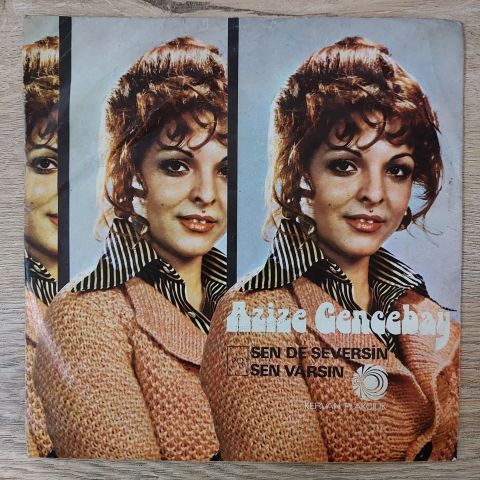 Azize Gencebay
SEN DE SEVERSİN
SEN VARSIN
KERVAN PLAKÇILIK